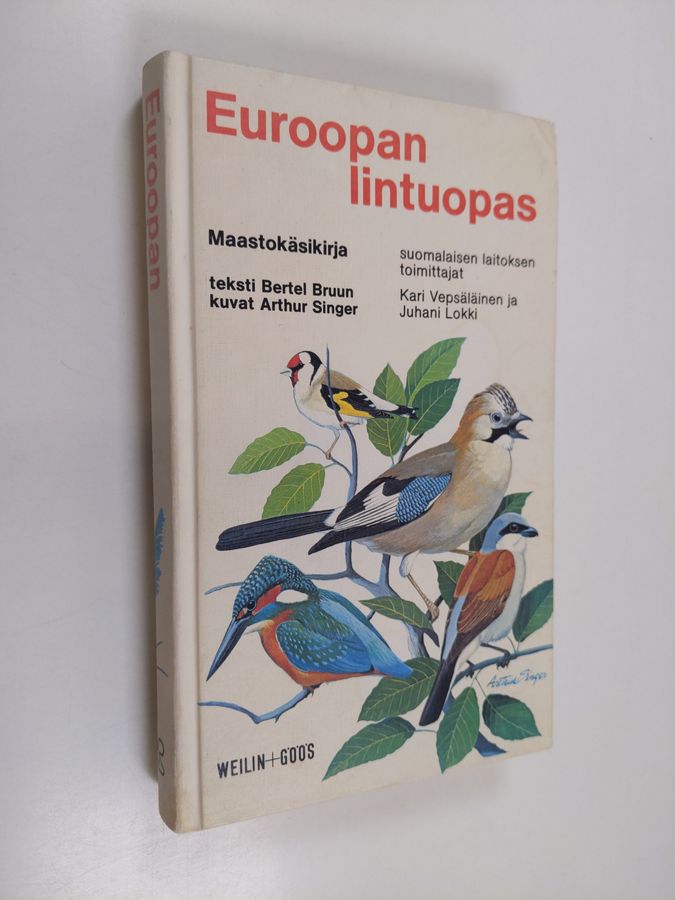 Euroopan
Euroopan
lintuopas
Maastokäsikirja
teksti Bertel Bruun
kuvat Arthur Singer
suomalaisen laitoksen
toimittajat
Kari Vepsäläinen ja
Juhani Lokki
Arthur Singer
WEILIN+GÖÖS